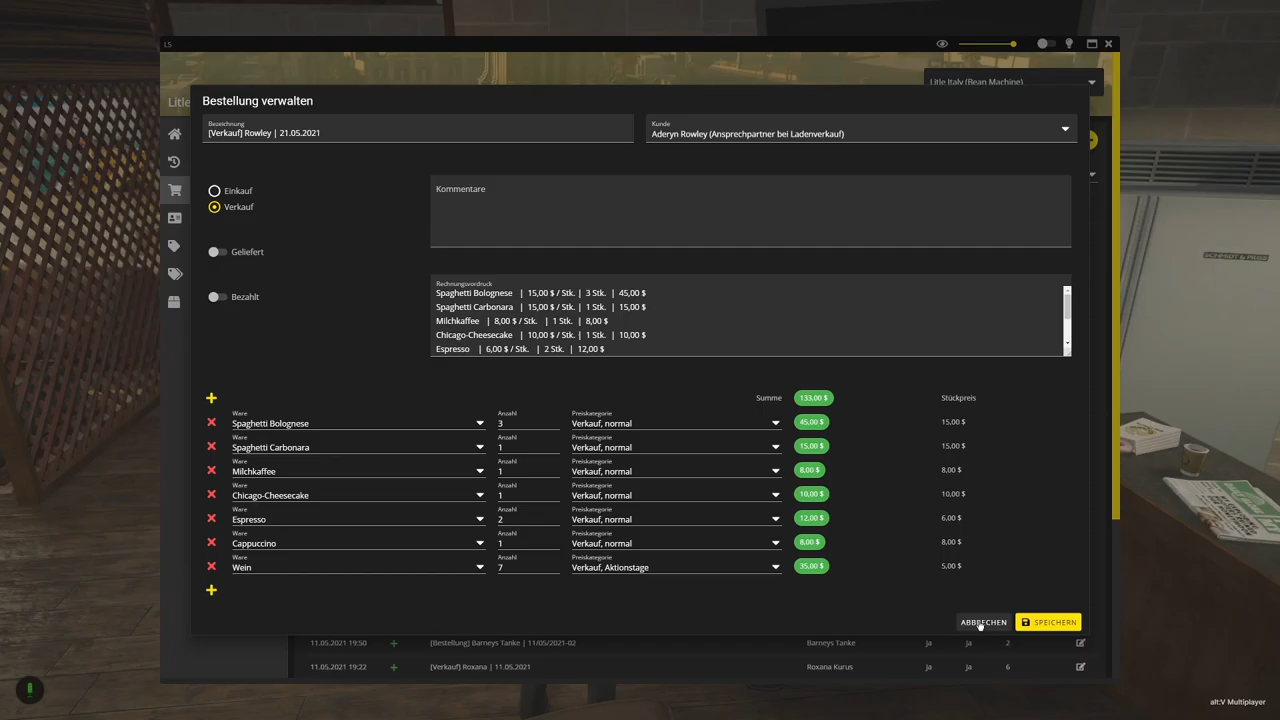 LS
Litle Italy (Bean Machine)
Litle
Bestellung verwalten
Bezeichnung
[Verkauf] Rowley | 21.05.2021
Kunde
Aderyn Rowley (Ansprechpartner bei Ladenverkauf)
Einkauf
Verkauf
Kommentare
Geliefert
Bezahlt
Rechnungsvordruck
Spaghetti Bolognese | 15,00 $ / Stk. | 3 Stk. | 45,00 $
Spaghetti Carbonara | 15,00 $ / Stk. | 1 Stk. | 15,00 $
Milchkaffee | 8,00 $ / Stk. | 1 Stk. | 8,00 $
Chicago-Cheesecake | 10,00 $ / Stk. | 1 Stk. | 10,00 $
Espresso | 6,00 $ / Stk. | 2 Stk. | 12,00 $
Summe 133,00 $ Stückpreis
Ware Anzahl Preiskategorie
Spaghetti Bolognese 3 Verkauf, normal 45,00 $ 15,00 $
Ware Anzahl Preiskategorie
Spaghetti Carbonara 1 Verkauf, normal 15,00 $ 15,00 $
Ware Anzahl Preiskategorie
Milchkaffee 1 Verkauf, normal 8,00 $ 8,00 $
Ware Anzahl Preiskategorie
Chicago-Cheesecake 1 Verkauf, normal 10,00 $ 10,00 $
Ware Anzahl Preiskategorie
Espresso 2 Verkauf, normal 12,00 $ 6,00 $
Ware Anzahl Preiskategorie
Cappuccino 1 Verkauf, normal 8,00 $ 8,00 $
Ware Anzahl Preiskategorie
Wein 7 Verkauf, Aktionstage 35,00 $ 5,00 $
ABBRECHEN SPEICHERN
11.05.2021 19:50 + [Bestellung] Barneys Tanke | 11/05/2021-02 Barneys Tanke Ja Ja 2
11.05.2021 19:22 + [Verkauf] Roxana | 11.05.2021 Roxana Kurus Ja Ja 6
alt:V Multiplayer